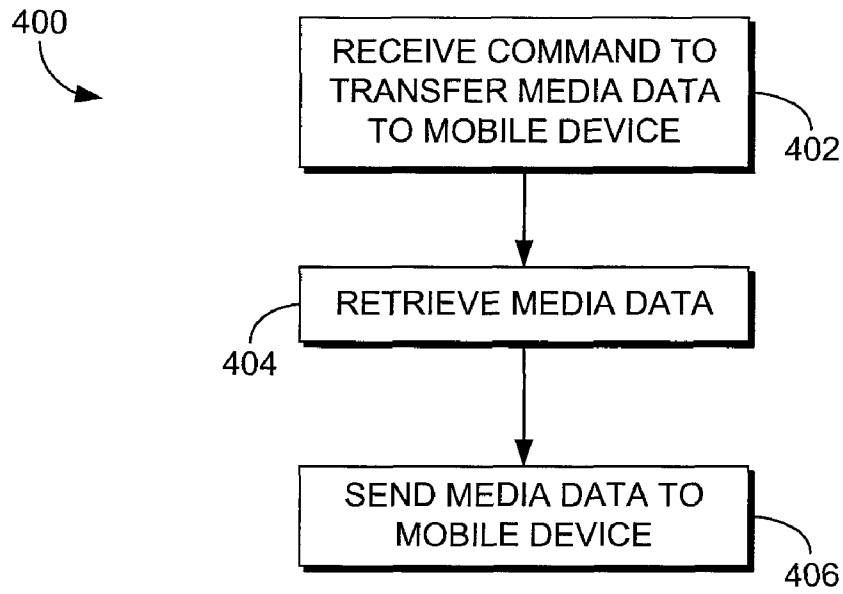 400
RECEIVE COMMAND TO
TRANSFER MEDIA DATA
TO MOBILE DEVICE
402
RETRIEVE MEDIA DATA
404
SEND MEDIA DATA TO
MOBILE DEVICE
406